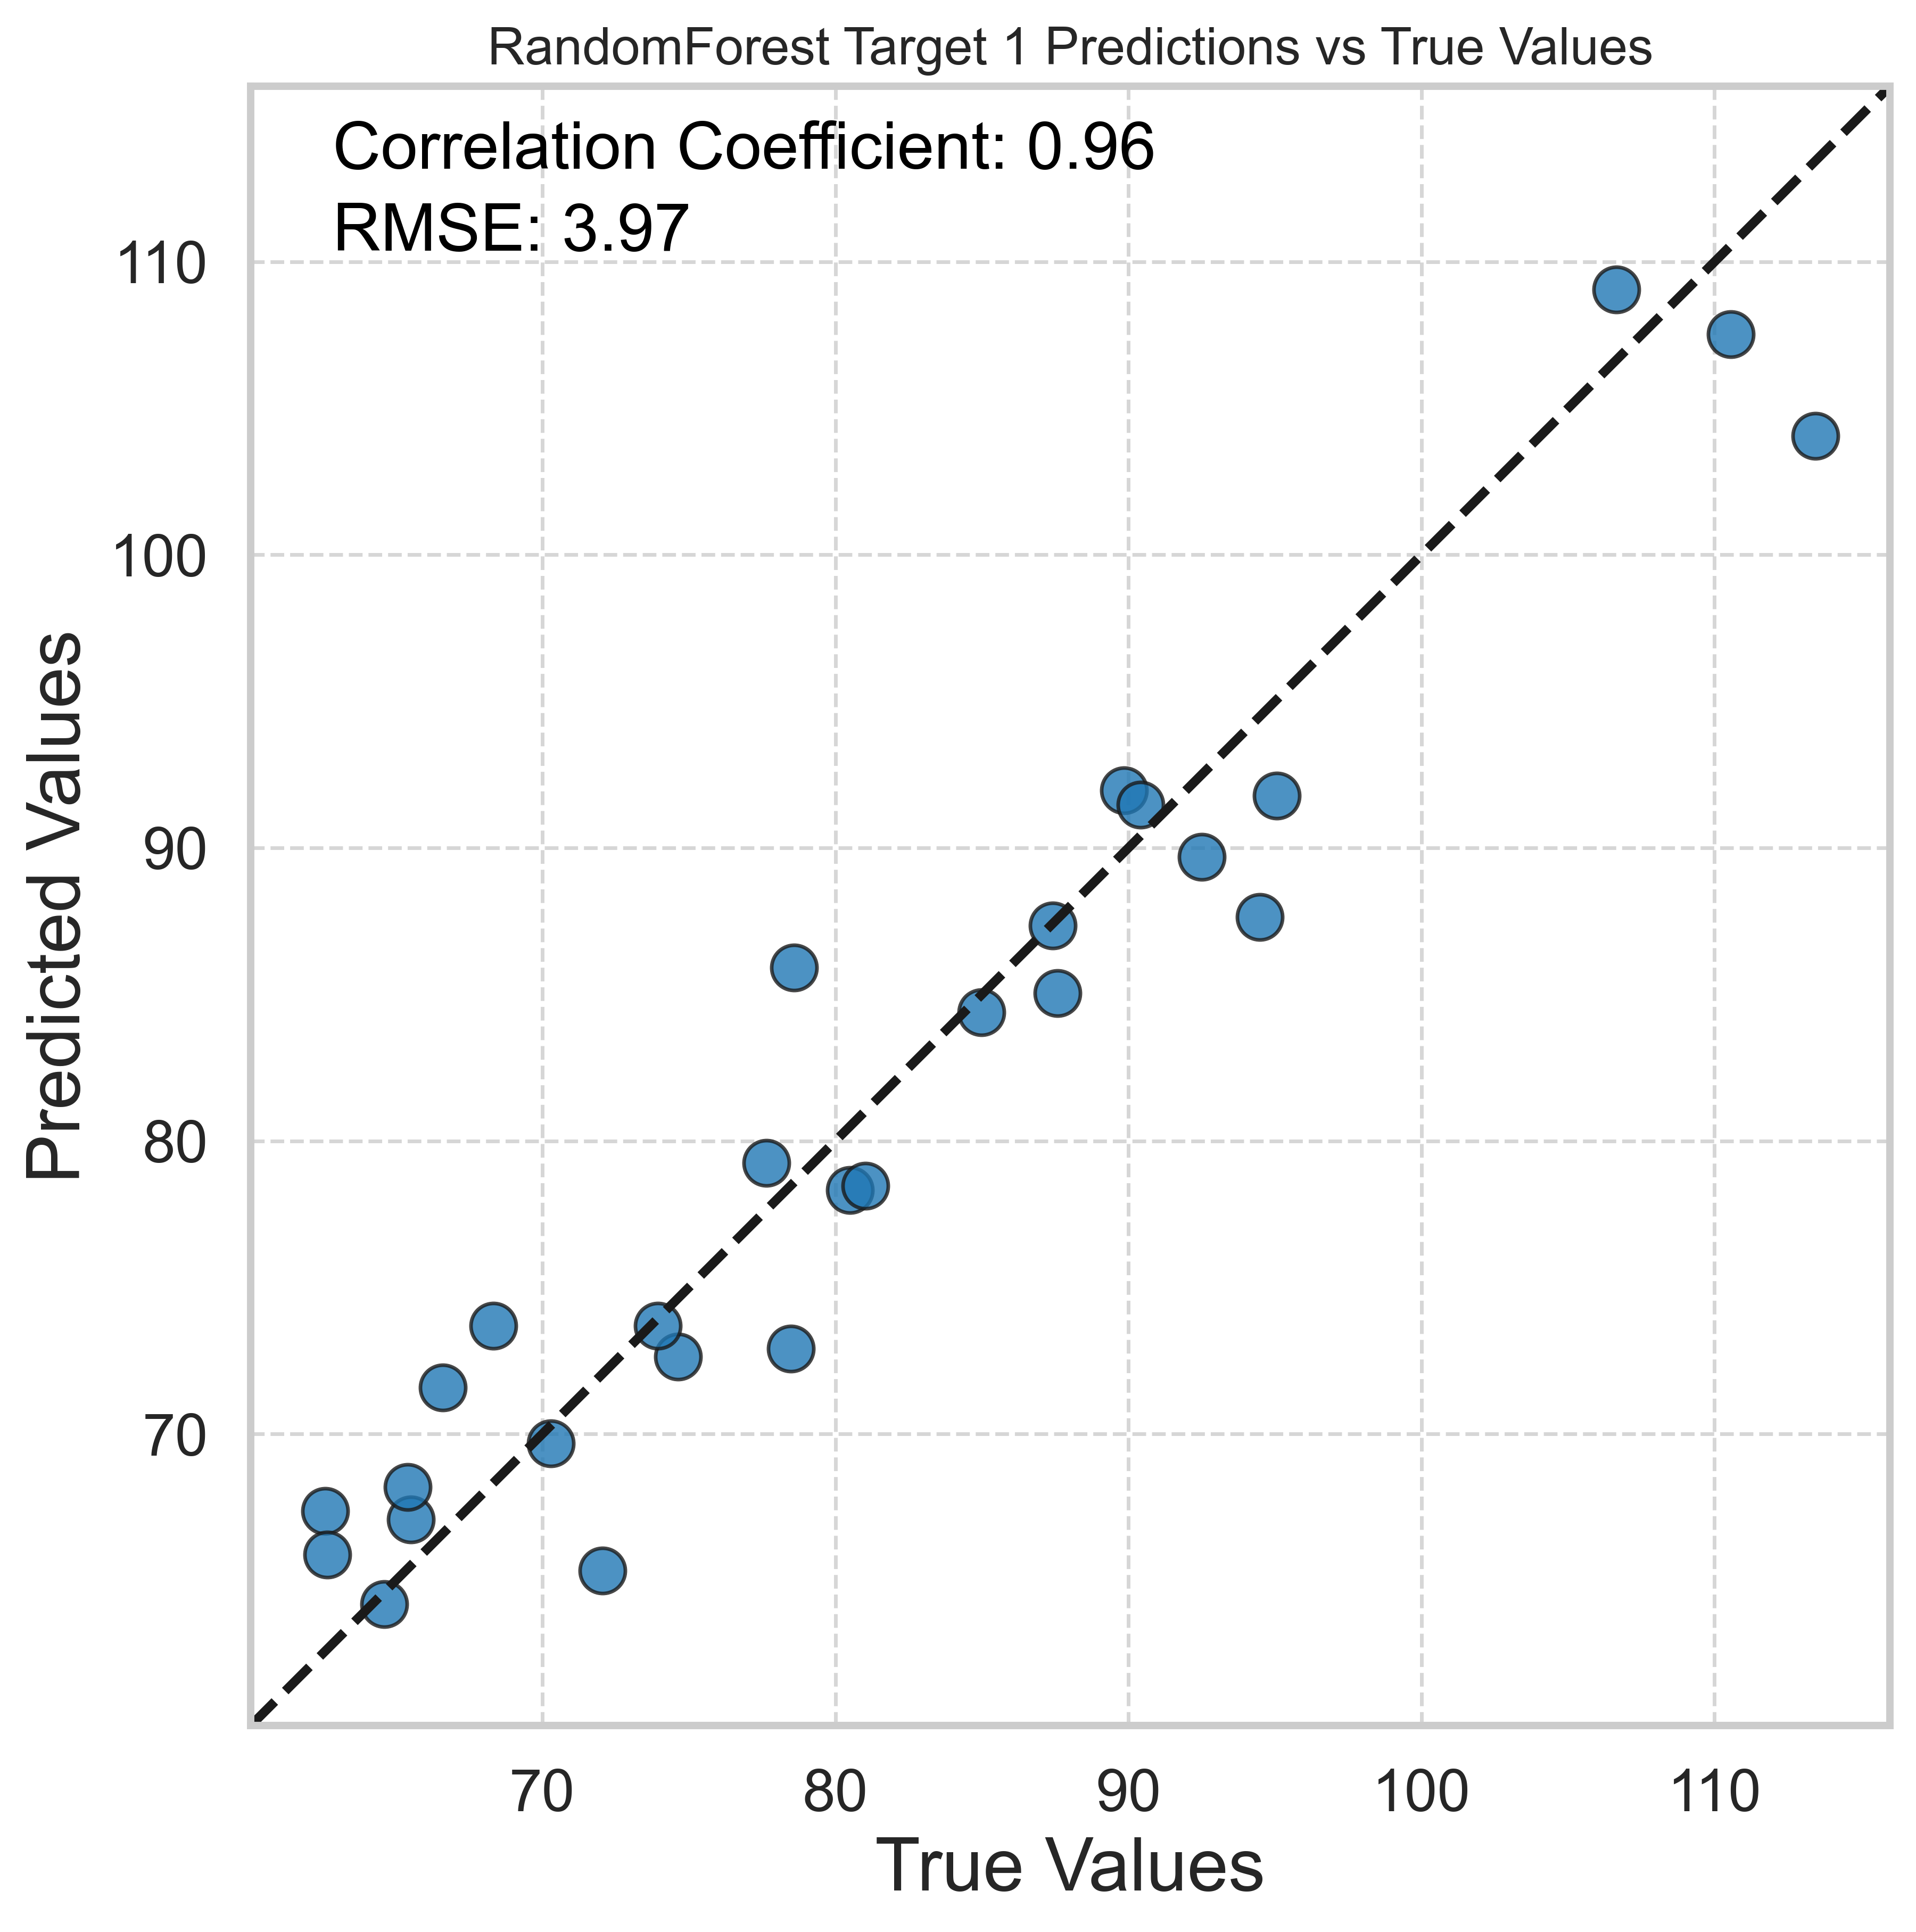 RandomForest Target 1 Predictions vs True Values
Correlation Coefficient: 0.96
RMSE: 3.97
110
100
90
80
70
Predicted Values
70 80 90 100 110
True Values